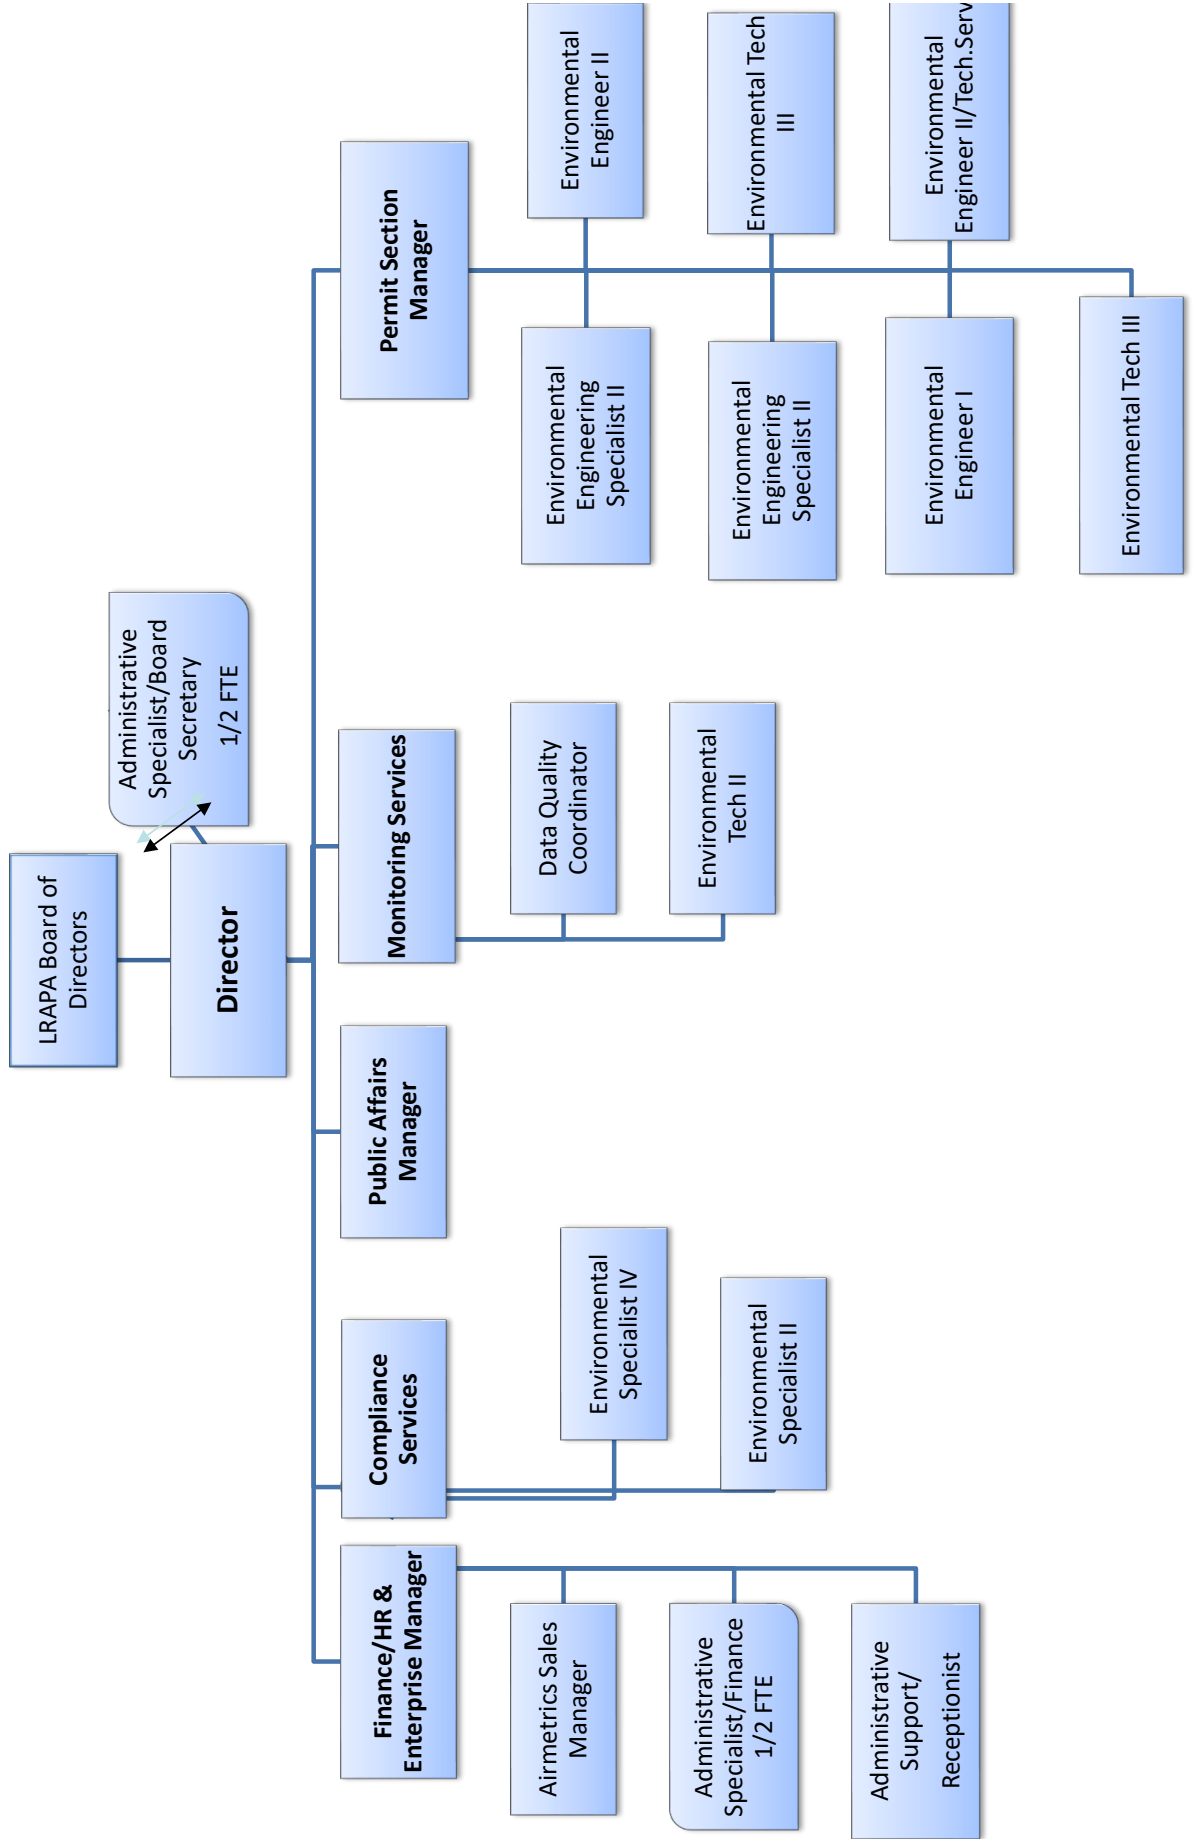 LRAPA Board of
Directors
Administrative
Specialist/Board
Secretary
1/2 FTE
Director
Finance/HR &
Enterprise Manager
Compliance
Services
Public Affairs
Manager
Monitoring Services
Permit Section
Manager
Airmetrics Sales
Manager
Administrative
Specialist/Finance
1/2 FTE
Administrative
Support/
Receptionist
Environmental
Specialist IV
Environmental
Specialist II
Data Quality
Coordinator
Environmental
Tech II
Environmental
Engineering
Specialist II
Environmental
Engineer II
Environmental
Engineering
Specialist II
Environmental Tech
III
Environmental
Engineer I
Environmental
Engineer II/Tech.Serv
Environmental Tech III